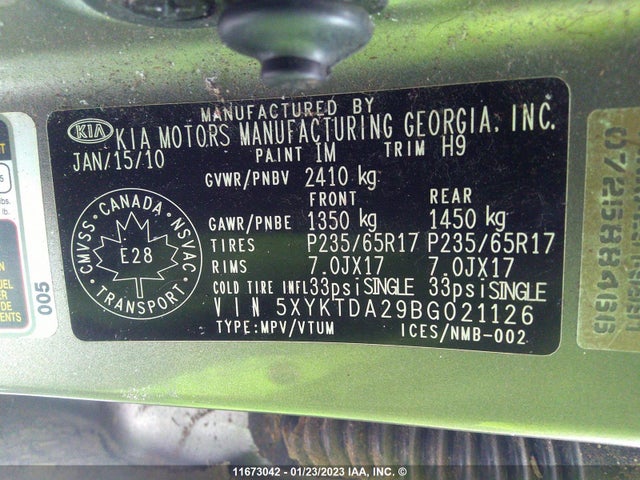 MANUFACTURED BY
KIA KIA MOTORS MANUFACTURING GEORGIA, INC.
JAN/15/10 PAINT 1M TRIM H9
GVWR/PNBV 2410 kg
FRONT REAR
GAWR/PNBE 1350 kg 1450 kg
TIRES P235/65R17 P235/65R17
RIMS 7.0JX17 7.0JX17
COLD TIRE INFL 33psi SINGLE 33psi SINGLE
VIN 5XYKTDA29BG021126
TYPE:MPV/VTUM ICES/NMB-002
CMVSS CANADA NSVAC
E28
TRANSPORT
005
11673042 - 01/23/2023 IAA, INC. ©